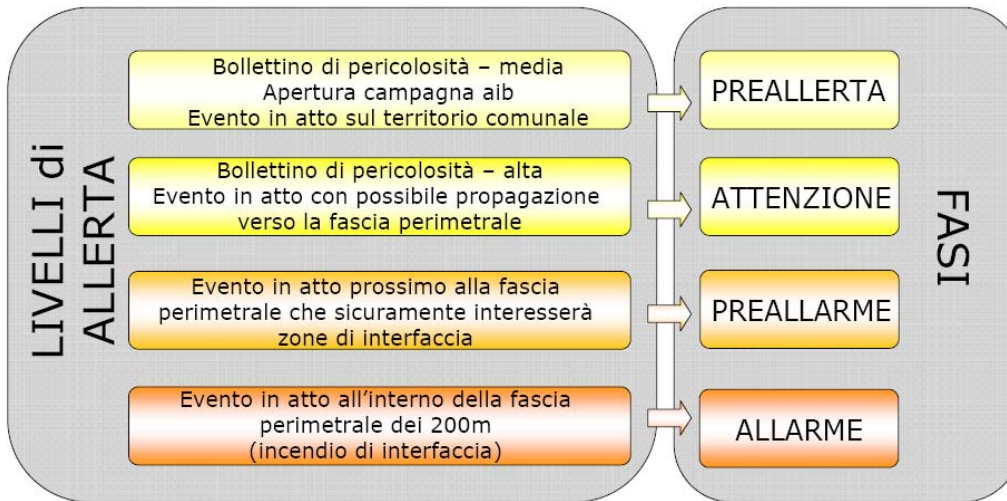 LIVELLI di
ALLERTA
Bollettino di pericolosità – media
Apertura campagna aib
Evento in atto sul territorio comunale
PREALLERTA
Bollettino di pericolosità – alta
Evento in atto con possibile propagazione
verso la fascia perimetrale
ATTENZIONE
Evento in atto prossimo alla fascia
perimetrale che sicuramente interesserà
zone di interfaccia
PREALLARME
Evento in atto all’interno della fascia
perimetrale dei 200m
(incendio di interfaccia)
ALLARME
FASI